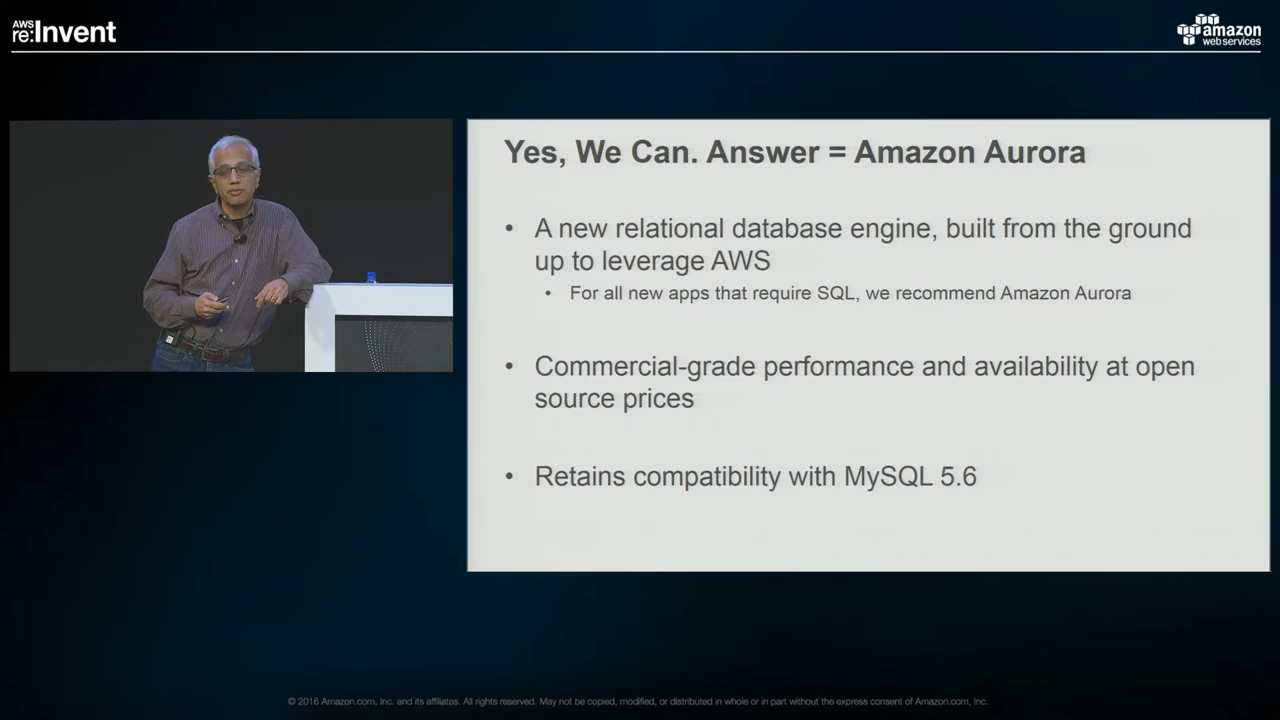 AWS
re:Invent
amazon
webservices
Yes, We Can. Answer = Amazon Aurora
• A new relational database engine, built from the ground
up to leverage AWS
• For all new apps that require SQL, we recommend Amazon Aurora
• Commercial-grade performance and availability at open
source prices
• Retains compatibility with MySQL 5.6
© 2016 Amazon.com, Inc. and its affiliates. All rights reserved. May not be copied, modified, or distributed in whole or in part without the express consent of Amazon.com, Inc.